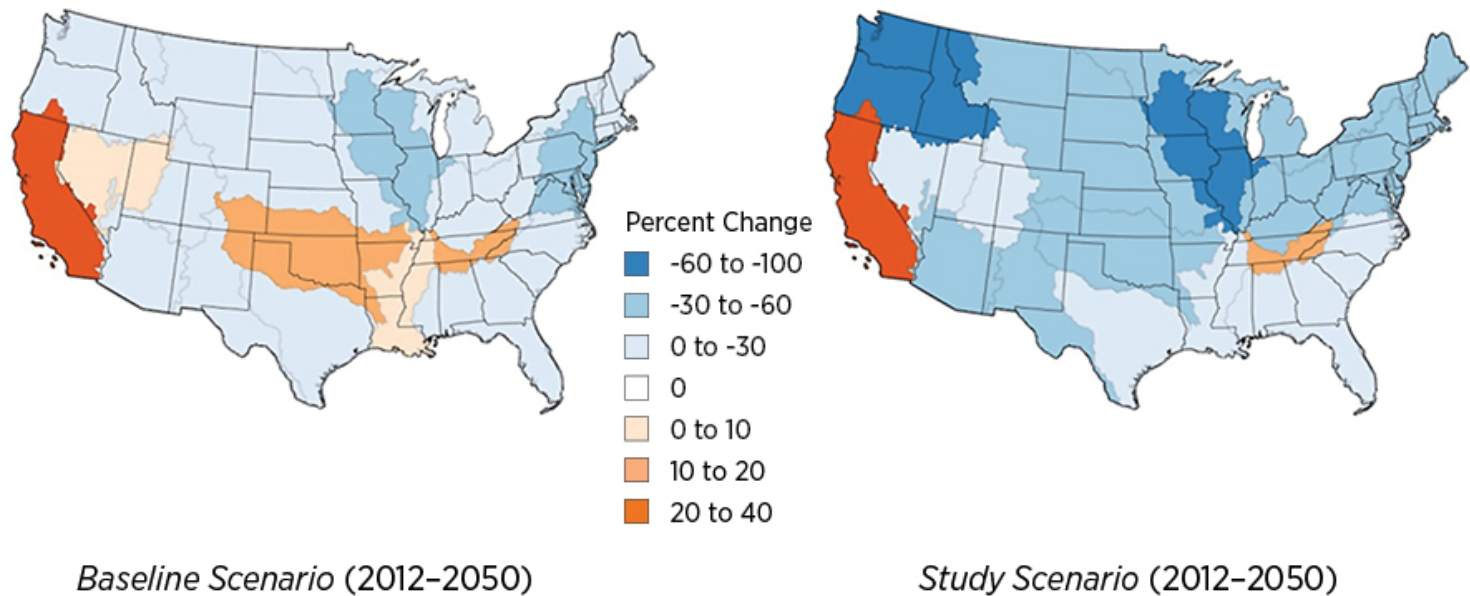 Percent Change
-60 to -100
-30 to -60
0 to -30
0
0 to 10
10 to 20
20 to 40
Baseline Scenario (2012–2050)
Study Scenario (2012–2050)